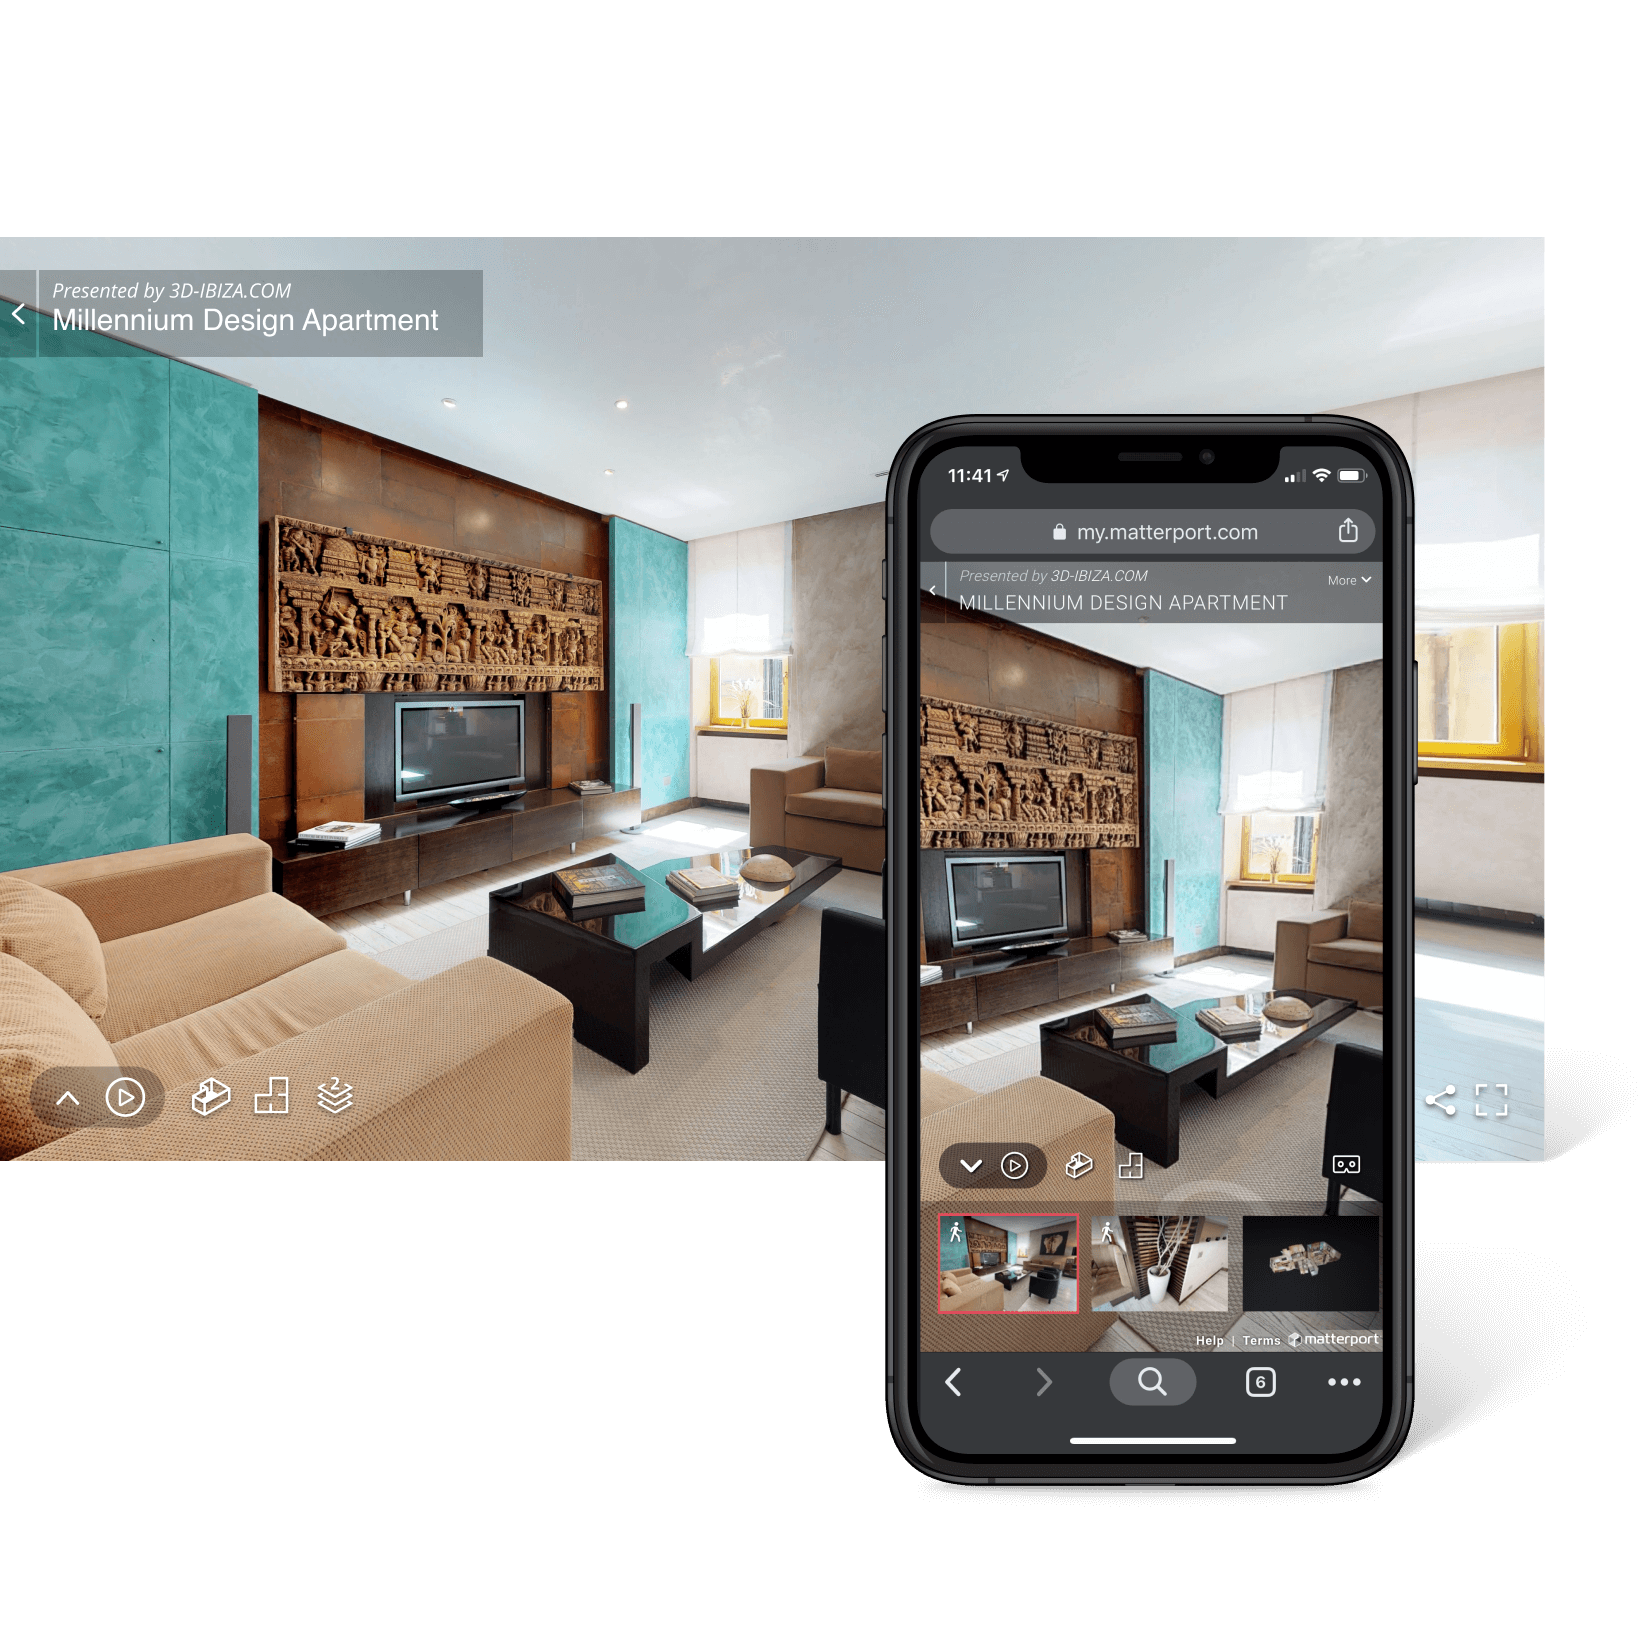 Presented by 3D-IBIZA.COM
Millennium Design Apartment
2
11:41
my.matterport.com
Presented by 3D-IBIZA.COM
More
MILLENNIUM DESIGN APARTMENT
Help | Terms matterport
6